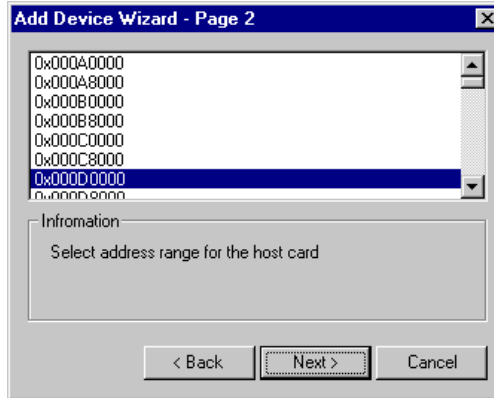 Add Device Wizard - Page 2
0x000A0000
0x000A8000
0x000B0000
0x000B8000
0x000C0000
0x000C8000
0x000D0000
0x000D8000
Infromation
Select address range for the host card
< Back
Next >
Cancel